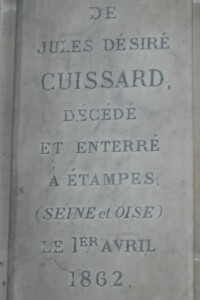 DE
JULES DÉSIRÉ
CUISSARD,
DÉCÉDÉ
ET ENTERRÉ
À ÉTAMPES,
(SEINE et OISE)
LE 1ER AVRIL
1862.